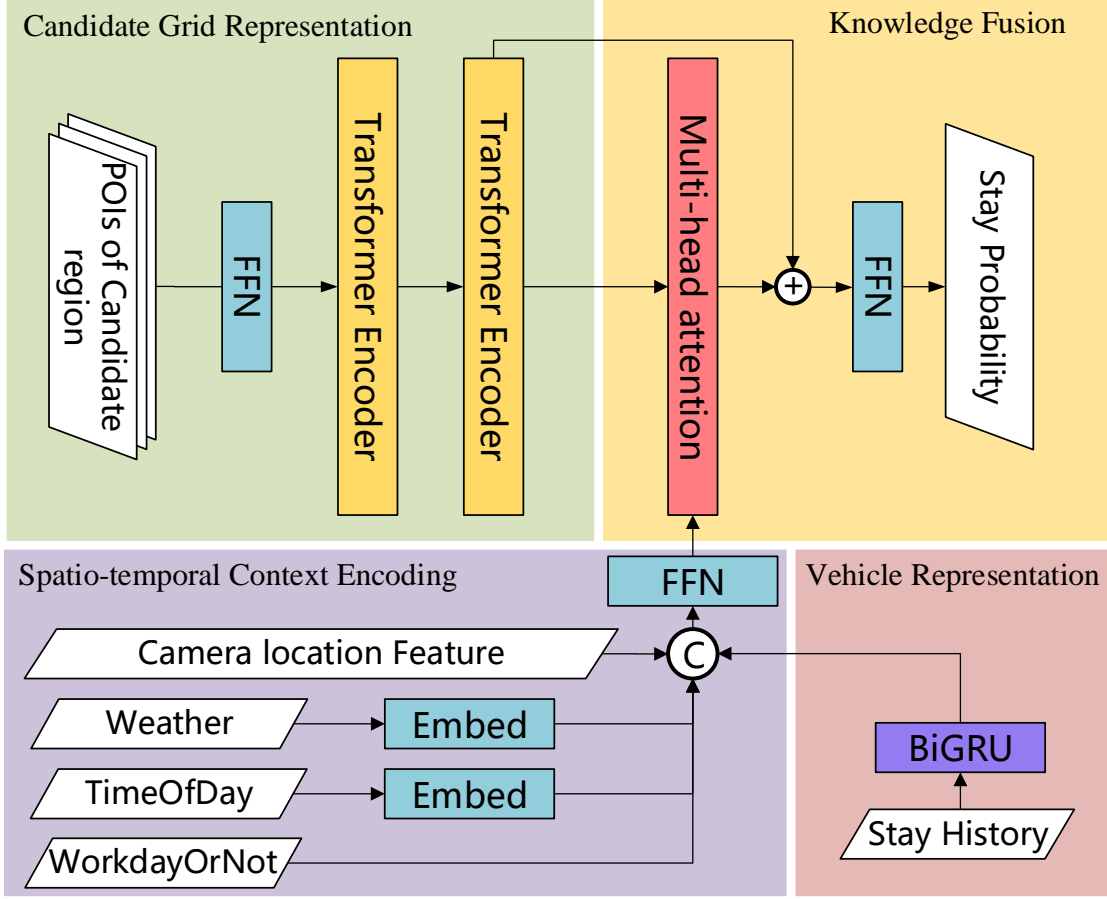 Candidate Grid Representation
Knowledge Fusion
POIs of Candidate
region
FFN
Transformer Encoder
Transformer Encoder
Multi-head attention
+
FFN
Stay Probability
Spatio-temporal Context Encoding
FFN
Vehicle Representation
Camera location Feature
C
Weather
Embed
BiGRU
TimeOfDay
Embed
Stay History
WorkdayOrNot